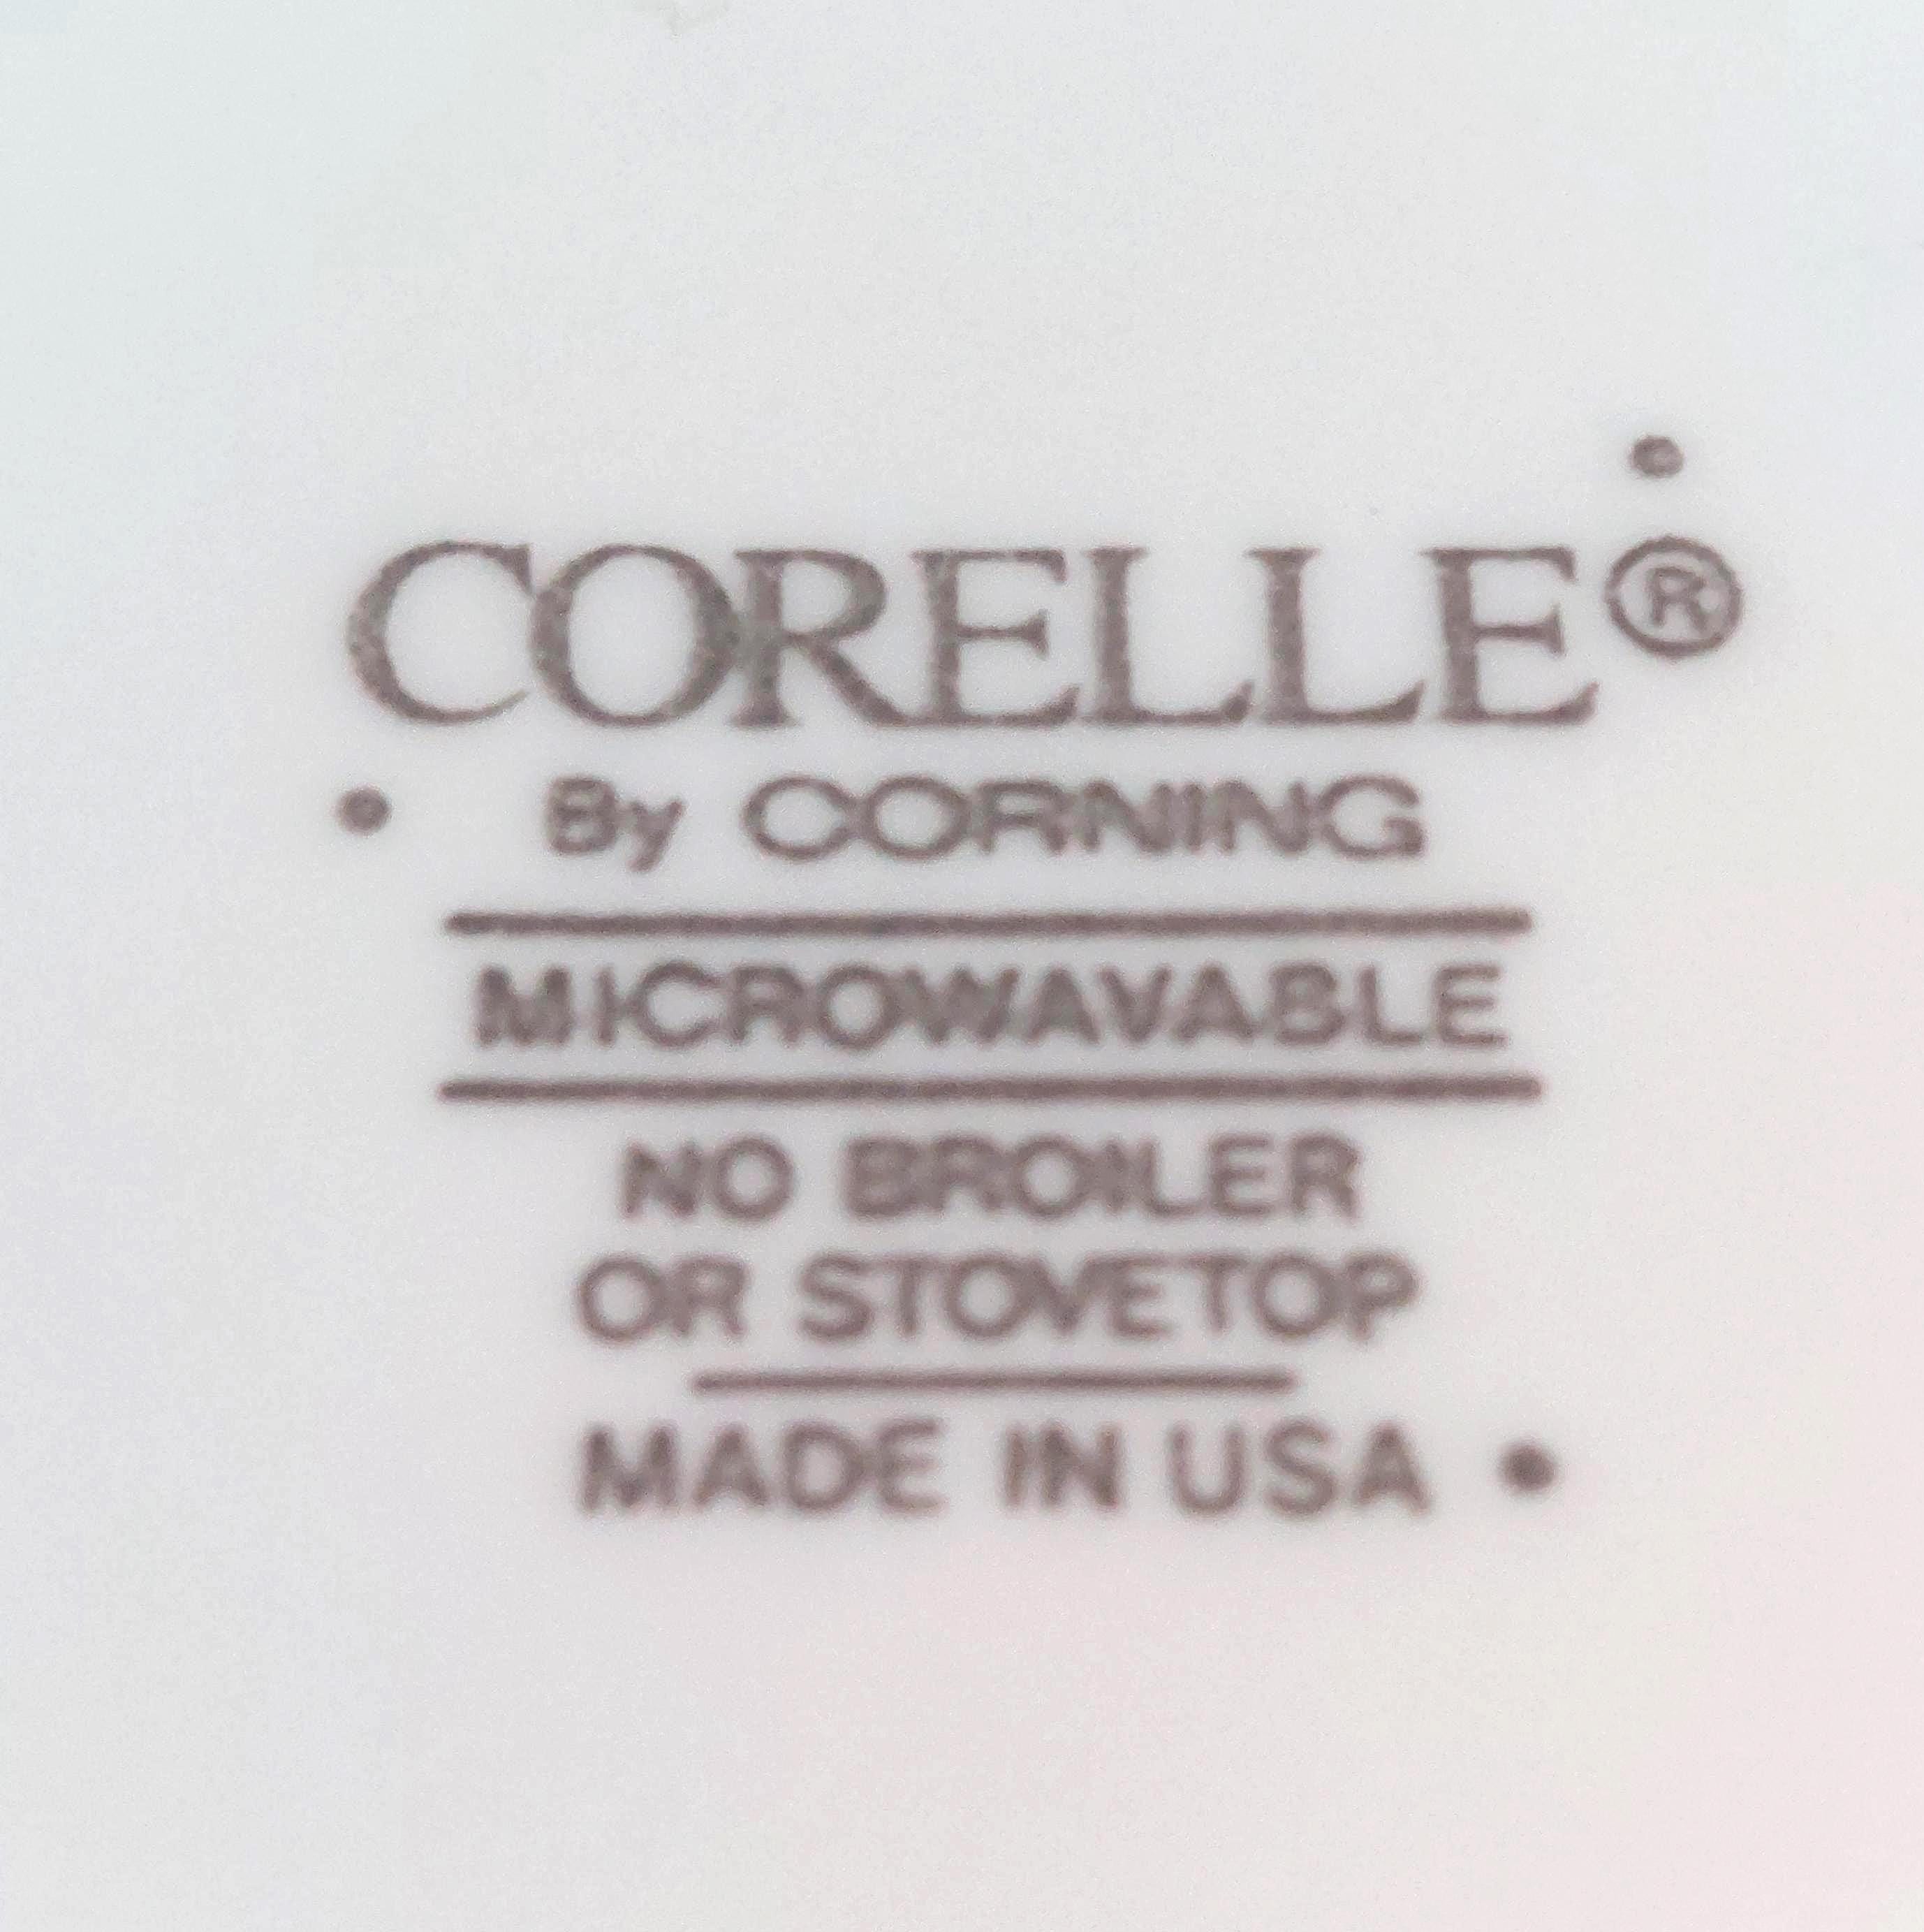 CORELLE®
By CORNING
MICROWAVABLE
NO BROILER
OR STOVETOP
MADE IN USA